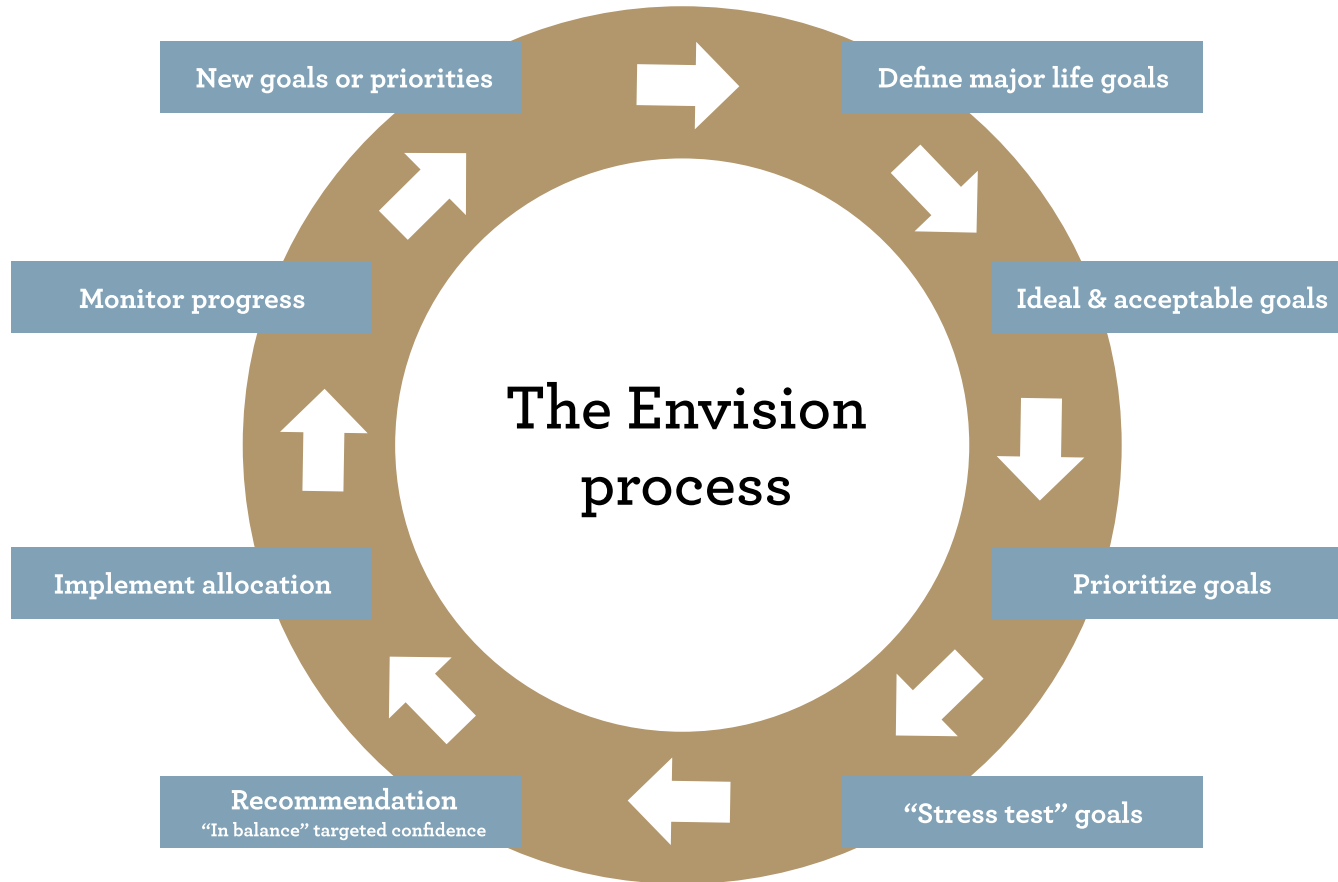 New goals or priorities
Define major life goals
Monitor progress
Ideal & acceptable goals
The Envision
process
Implement allocation
Prioritize goals
Recommendation
“In balance” targeted confidence
“Stress test” goals